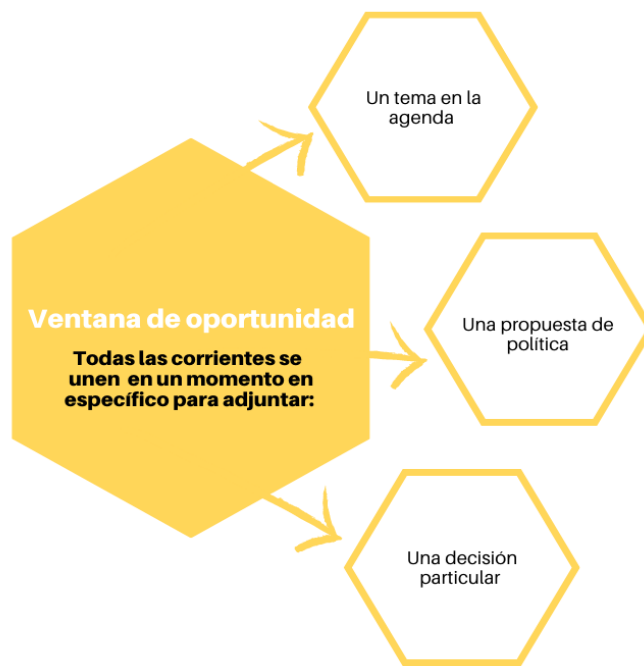 Un tema en la
agenda
Ventana de oportunidad
Todas las corrientes se
unen en un momento en
específico para adjuntar:
Una propuesta de
política
Una decisión
particular